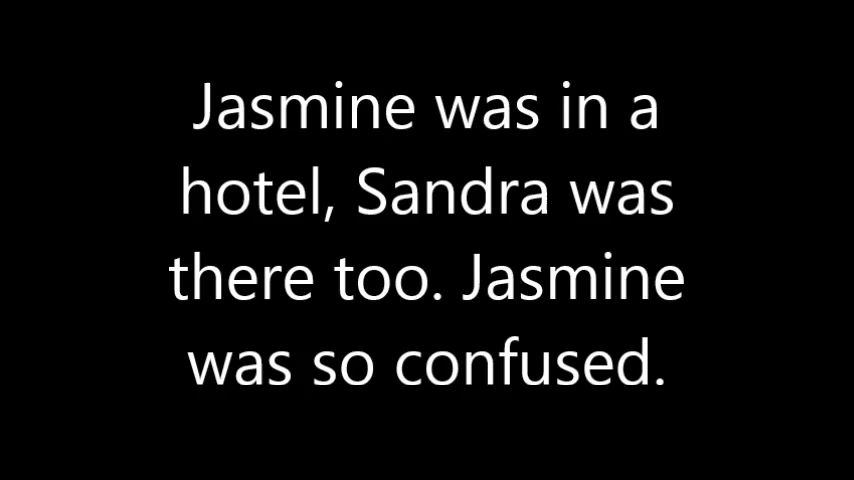 Jasmine was in a
hotel, Sandra was
there too. Jasmine
was so confused.